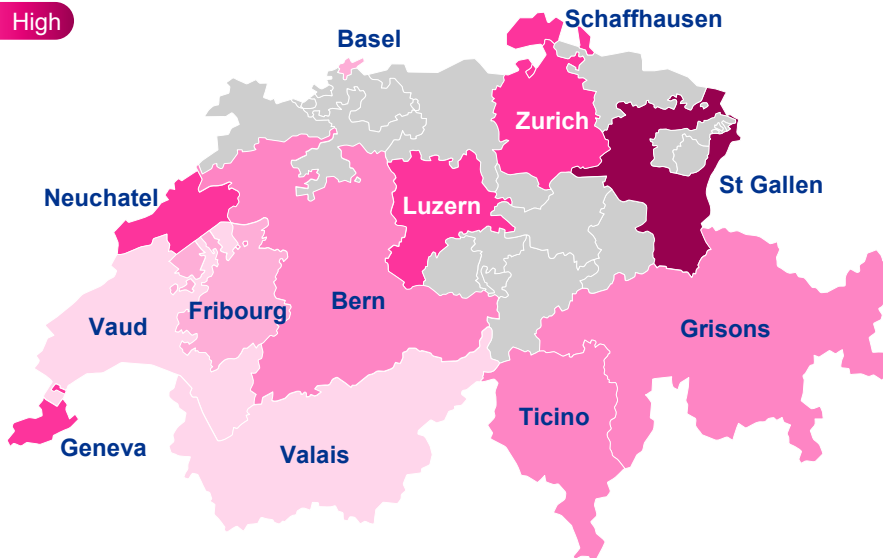 High
Schaffhausen
Basel
Zurich
St Gallen
Neuchatel
Luzern
Fribourg
Bern
Vaud
Grisons
Ticino
Geneva
Valais